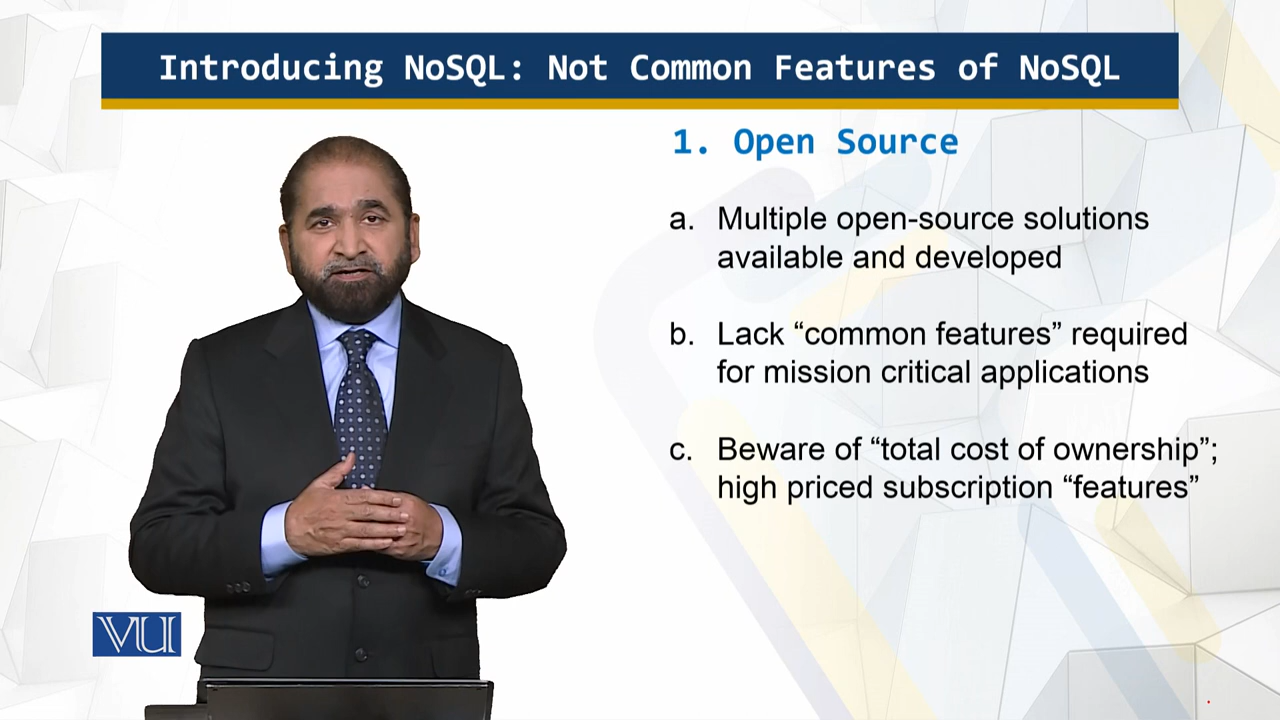 Introducing NoSQL: Not Common Features of NoSQL
1. Open Source
a. Multiple open-source solutions
available and developed
b. Lack “common features” required
for mission critical applications
c. Beware of “total cost of ownership”;
high priced subscription “features”
VU